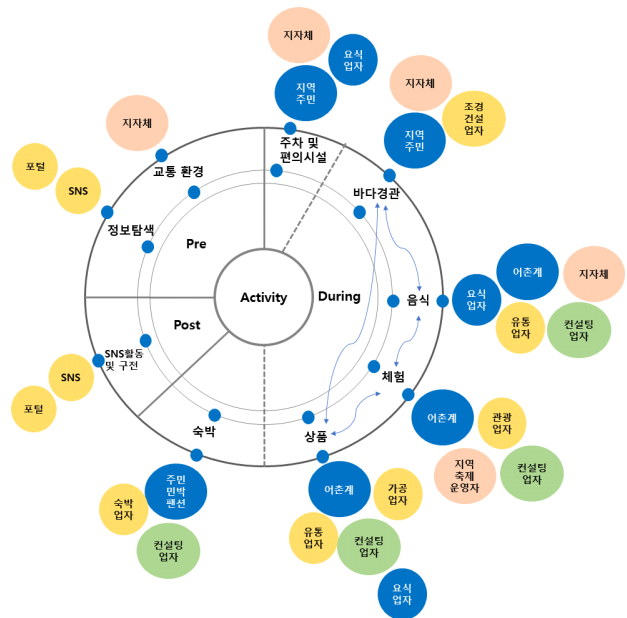 지자체
요식
업자
지역
주민
지자체
조경
건설
업자
지역
주민
지자체
주차 및
편의시설
교통 환경
바다경관
포털
SNS
정보탐색
Pre
Activity
During
음식
요식
업자
어촌계
지자체
유통
업자
컨설팅
업자
Post
SNS활동
및 구전
SNS
포털
체험
어촌계
관광
업자
지역
축제
운영자
컨설팅
업자
숙박
상품
숙박
업자
주민
민박
팬션
컨설팅
업자
어촌계
가공
업자
유통
업자
컨설팅
업자
요식
업자